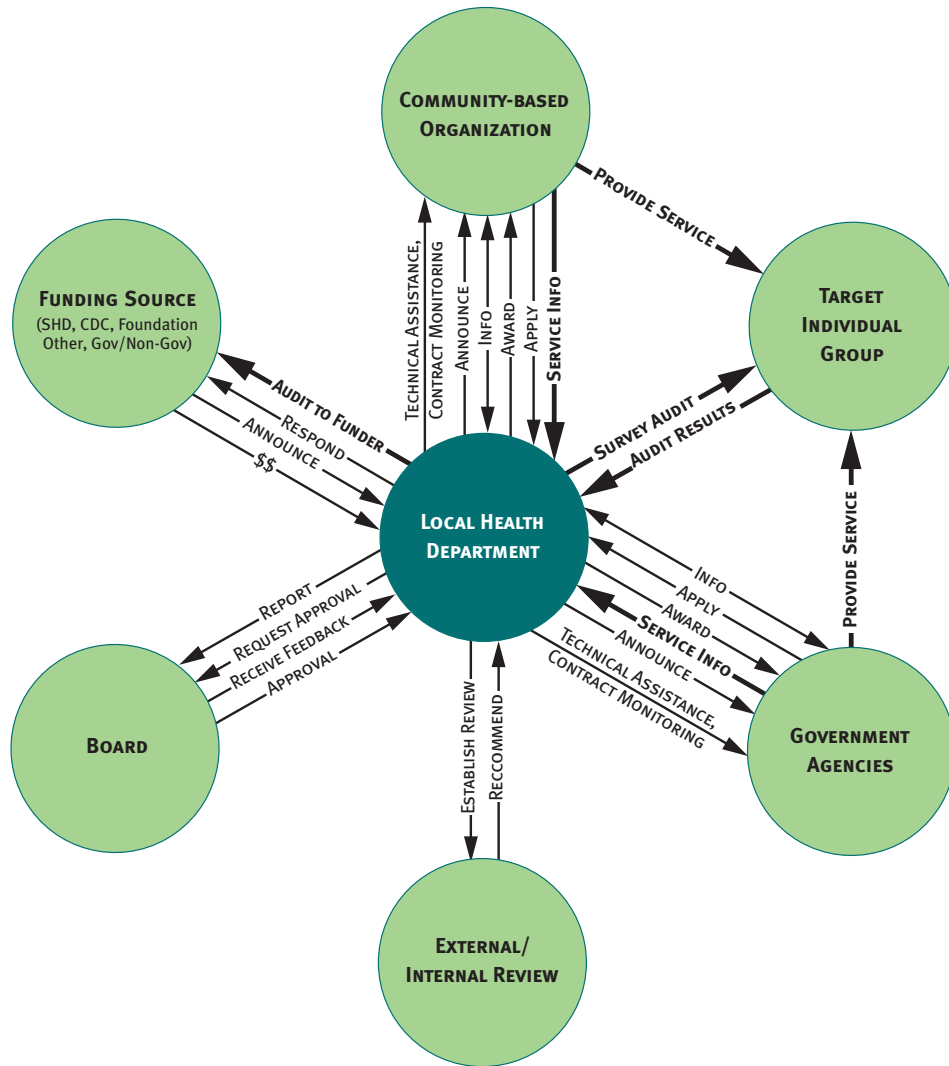 Community-based
Organization
Provide Service
Funding Source
(SHD, CDC, Foundation
Other, Gov/Non-Gov)
Target
Individual
Group
Technical Assistance,
Contract Monitoring
Announce
Info
Award
Apply
Service Info
Audit to Funder
Respond
Announce
$$
Survey Audit
Audit Results
Local Health
Department
Provide Service
Report
Request Approval
Receive Feedback
Approval
Info
Apply
Award
Service Info
Announce
Technical Assistance,
Contract Monitoring
Board
Establish Review
Reccommend
Government
Agencies
External/
Internal Review